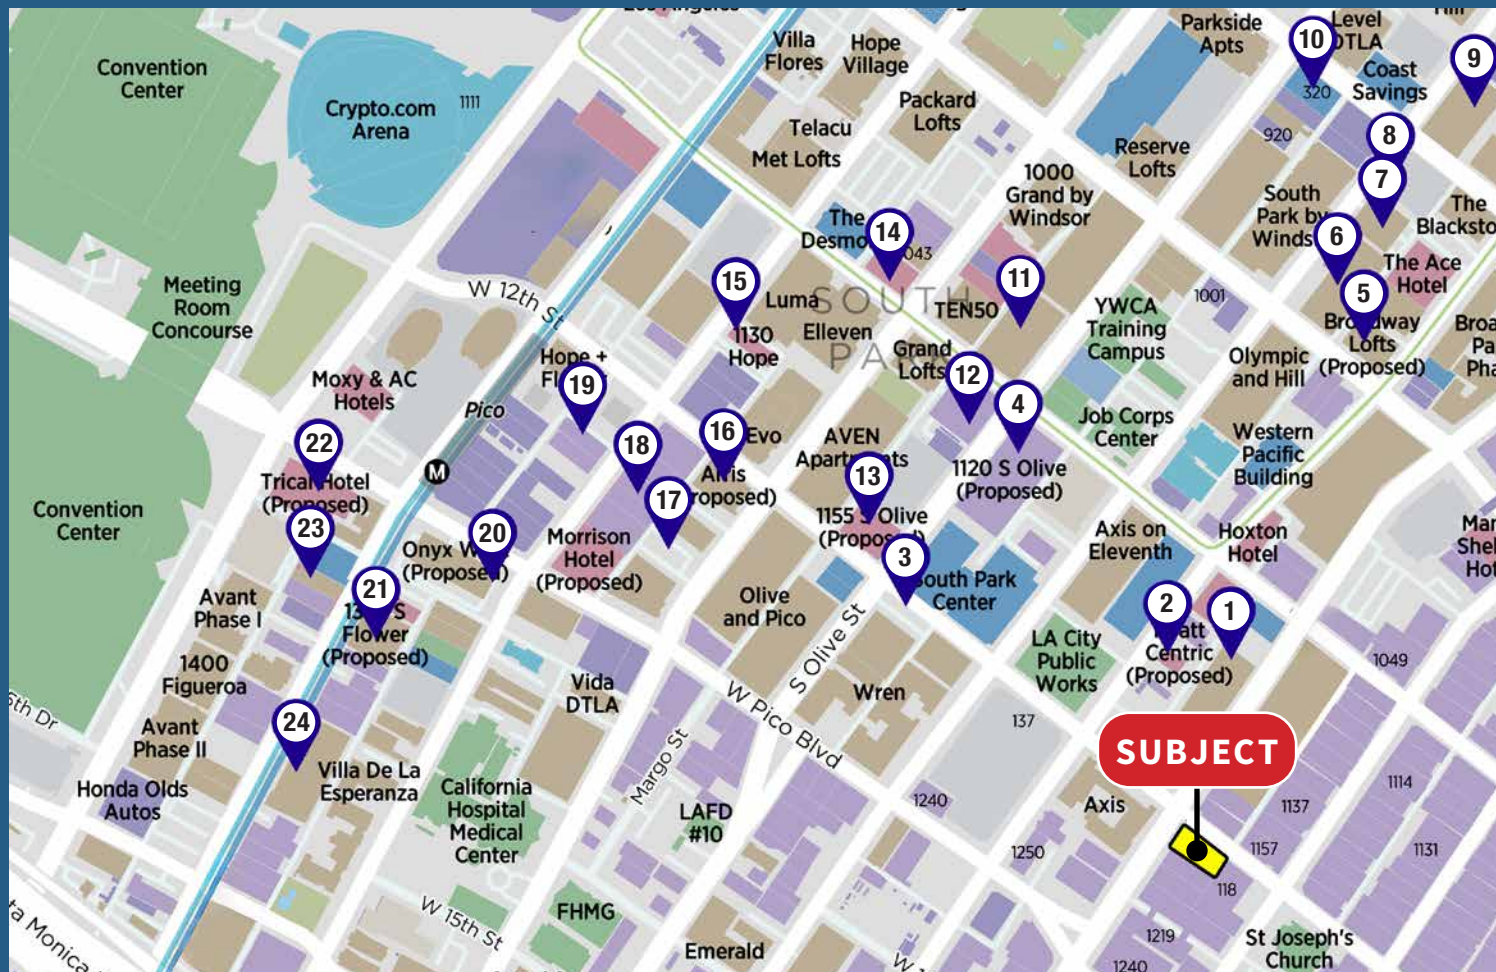 Los Angeles
Convention
Center
Crypto.com
Arena
1111
Villa
Flores
Hope
Village
Packard
Lofts
Telacu
Met Lofts
Parkside
Apts
Level
DTLA
10
9
Coast
Savings
320
920
8
7
Reserve
Lofts
1000
Grand by
Windsor
South
Park by
The
6
The Ace
Hotel
5
Broadway
Lofts
(Proposed)
Meeting
Room
Concourse
W 12th St
15
Luma
1130
Hope
Elleven
SOUTH
PARK
The
14
11
TEN50
Grand
Lofts
12
4
1120 S Olive
(Proposed)
YWCA
Training
Campus
1001
Olympic
and Hill
Job Corps
Center
Western
Pacific
Building
Hoxton
Hotel
Moxy & AC
Hotels
Pico
M
Hope +
19
22
(Proposed)
23
18
16
Evo
17
AVEN
13
1155 S Olive
3
South Park
Center
Axis on
Eleventh
2
1
Centric
(Proposed)
LA City
Public
Works
1049
Convention
Center
20
(Proposed)
Morrison
Hotel
(Proposed)
21
Flower
(Proposed)
Avant
Phase I
1400
Figueroa
Avant
Phase II
24
Honda Olds
Autos
Villa De La
Esperanza
California
Hospital
Medical
Center
Vida
DTLA
Olive
and Pico
S Olive St
Wren
W Pico Blvd
Margo St
LAFD
#10
137
1240
1250
SUBJECT
Axis
1114
1137
1157
1131
118
1219
1240
St Joseph's
Church
W 15th St
FHMG
Emerald